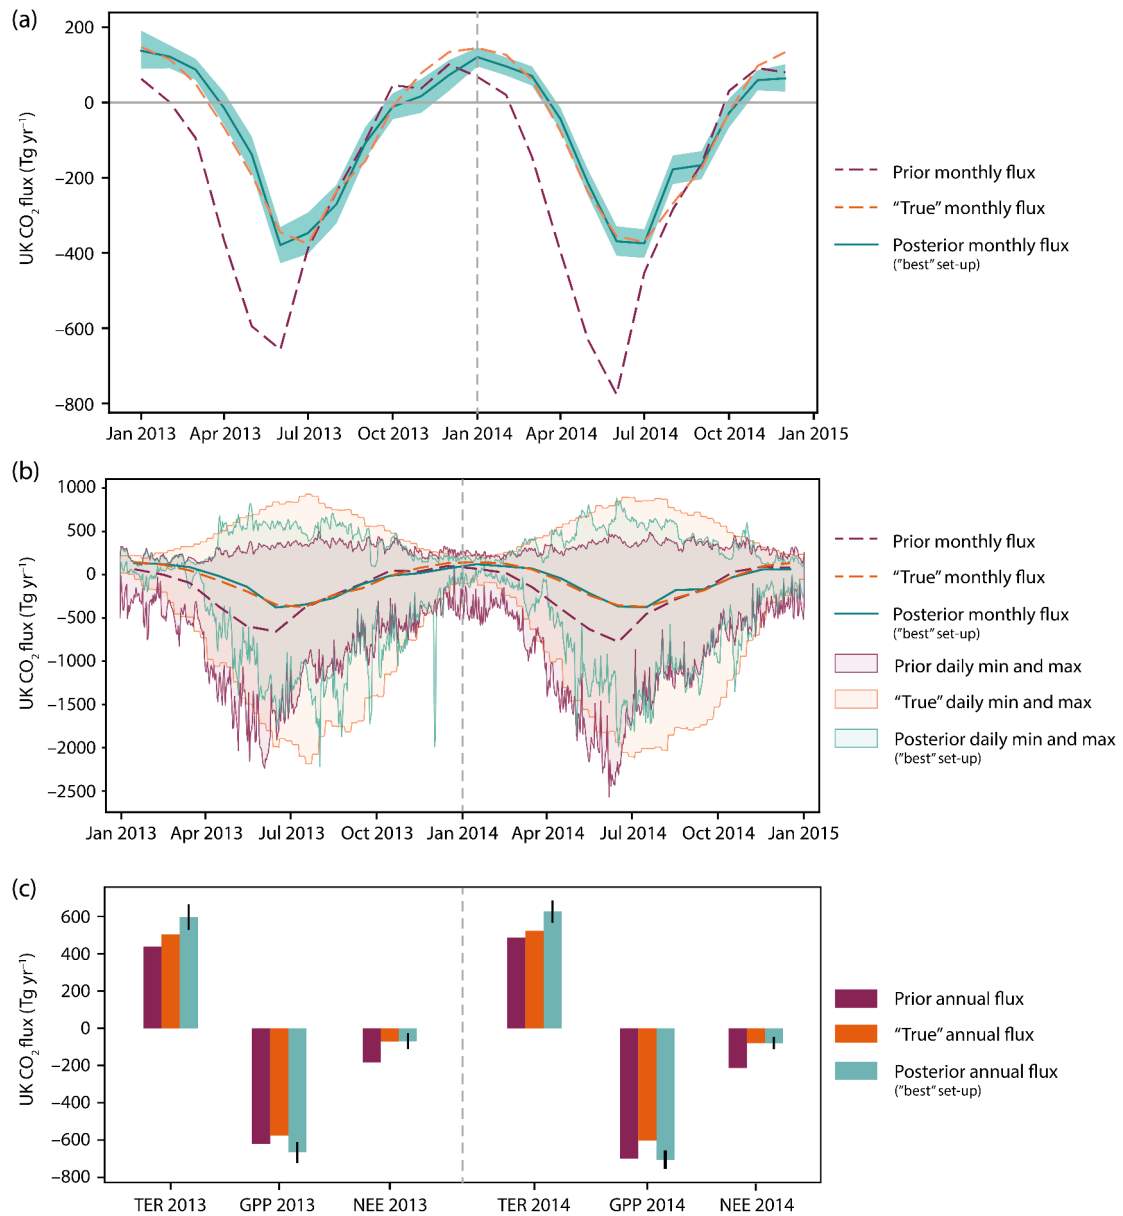 (a)
200
0
−200
−400
−600
−800
UK CO2 flux (Tg yr−1)
Jan 2013 Apr 2013 Jul 2013 Oct 2013 Jan 2014 Apr 2014 Jul 2014 Oct 2014 Jan 2015
Prior monthly flux
“True” monthly flux
Posterior monthly flux
("best" set-up)
(b)
1000
500
0
−500
−1000
−1500
−2000
−2500
UK CO2 flux (Tg yr−1)
Jan 2013 Apr 2013 Jul 2013 Oct 2013 Jan 2014 Apr 2014 Jul 2014 Oct 2014 Jan 2015
Prior monthly flux
“True” monthly flux
Posterior monthly flux
("best" set-up)
Prior daily min and max
“True” daily min and max
Posterior daily min and max
("best" set-up)
(c)
600
400
200
0
−200
−400
−600
−800
UK CO2 flux (Tg yr−1)
TER 2013 GPP 2013 NEE 2013 TER 2014 GPP 2014 NEE 2014
Prior annual flux
“True” annual flux
Posterior annual flux
("best" set-up)